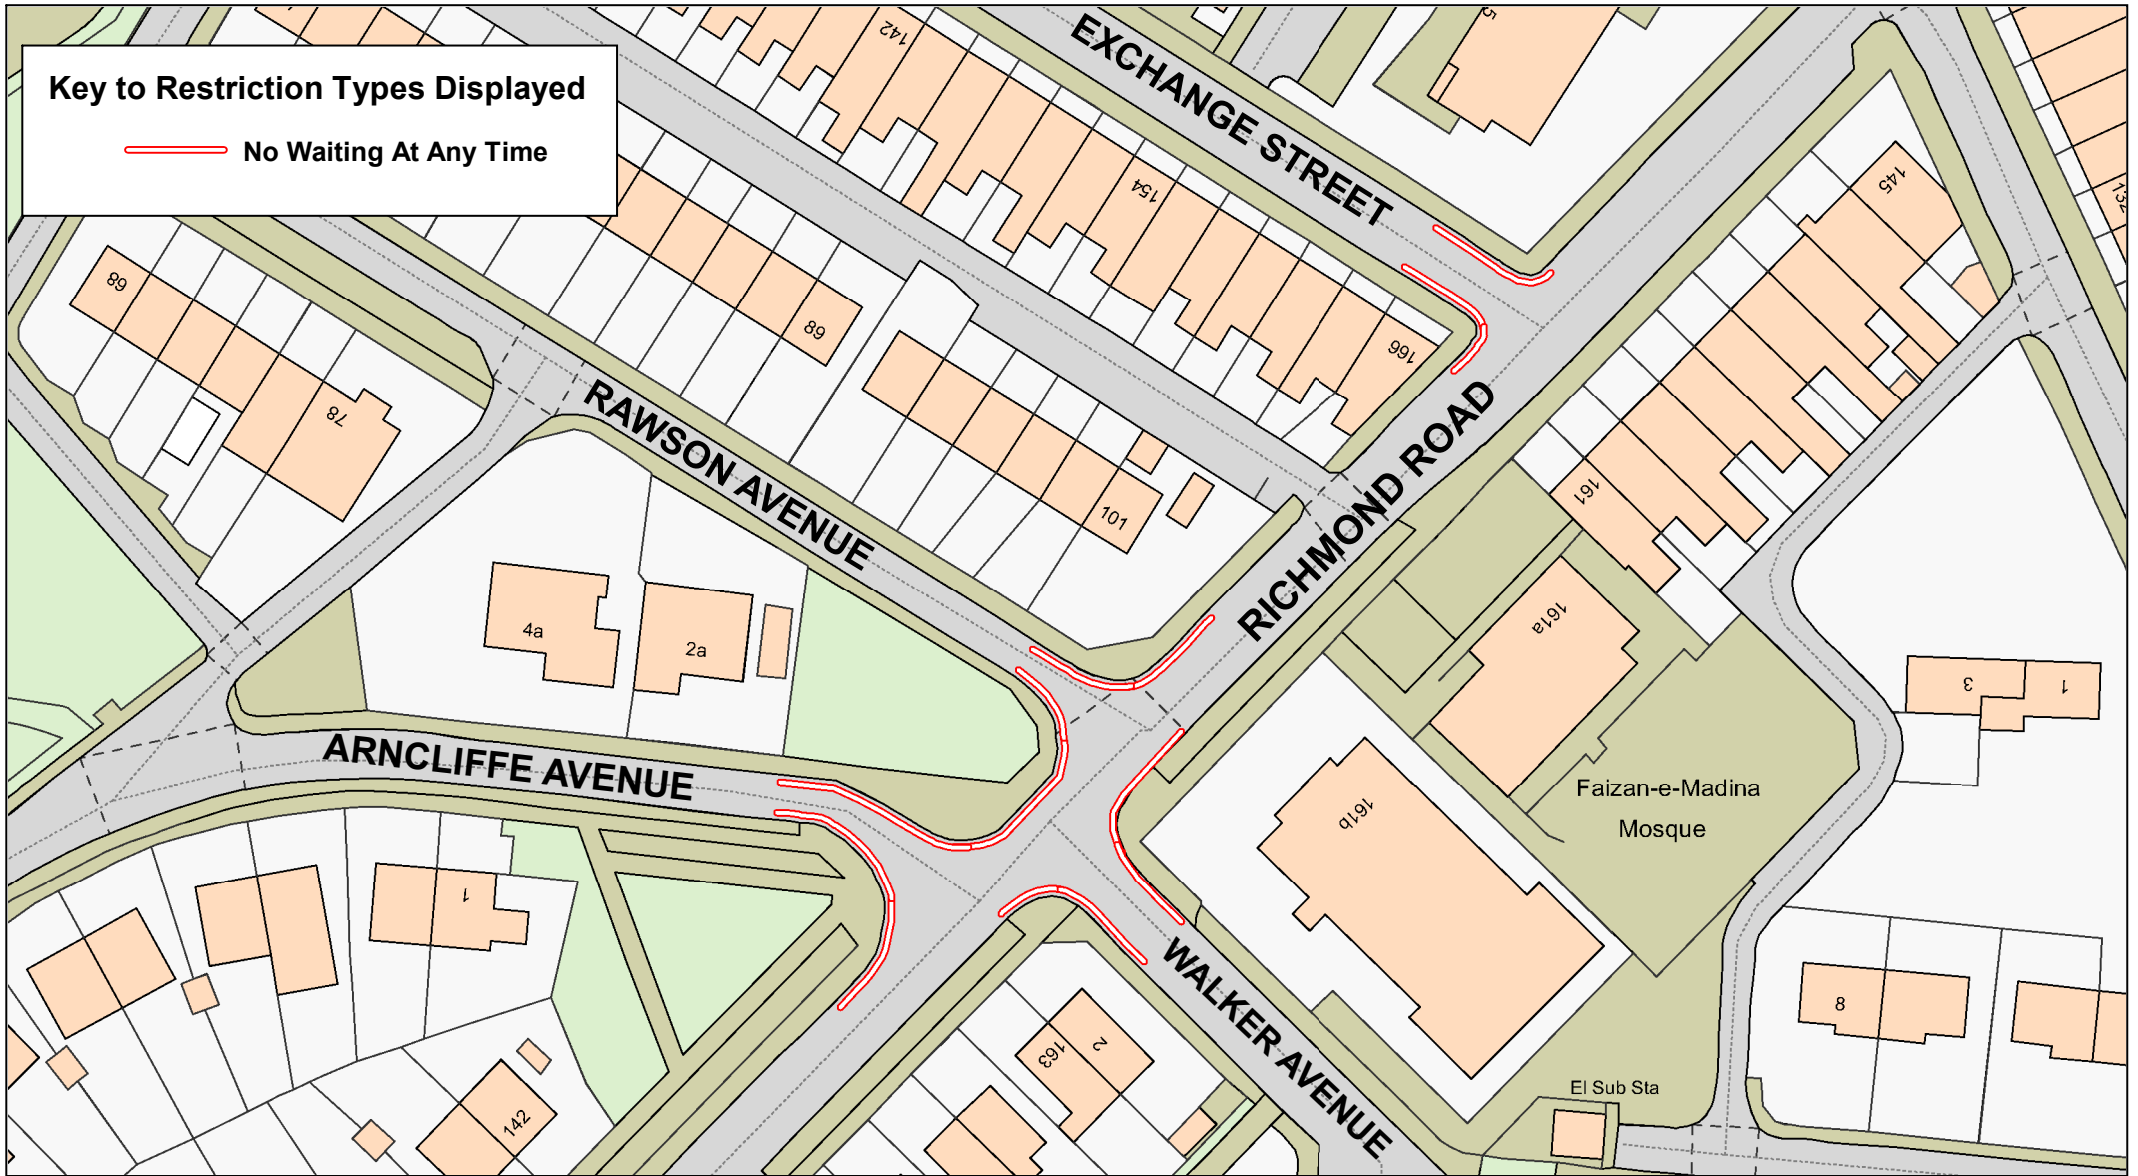 Key to Restriction Types Displayed
No Waiting At Any Time
142
EXCHANGE STREET
5
154
145
132
68
89
166
78
RAWSON AVENUE
101
RICHMOND ROAD
161
4a
2a
161a
3
1
ARNCLIFFE AVENUE
Faizan-e-Madina
Mosque
161b
1
WALKER AVENUE
8
163
2
El Sub Sta
142